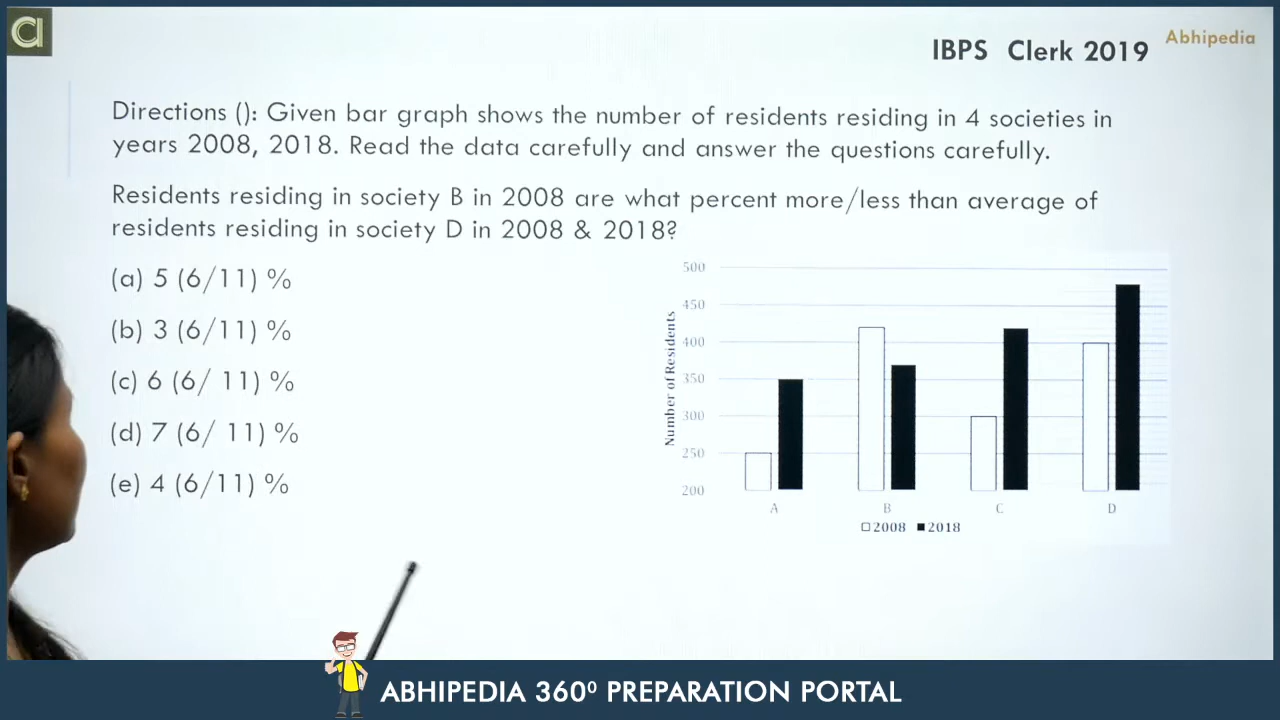 a
IBPS Clerk 2019
Abhipedia
Directions (): Given bar graph shows the number of residents residing in 4 societies in
years 2008, 2018. Read the data carefully and answer the questions carefully.
Residents residing in society B in 2008 are what percent more/less than average of
residents residing in society D in 2008 & 2018?
(a) 5 (6/11) %
(b) 3 (6/11) %
(c) 6 (6/ 11) %
(d) 7 (6/ 11) %
(e) 4 (6/11) %
Number of Residents
500
450
400
350
300
250
200
A B C D
2008 2018
ABHIPEDIA 360⁰ PREPARATION PORTAL